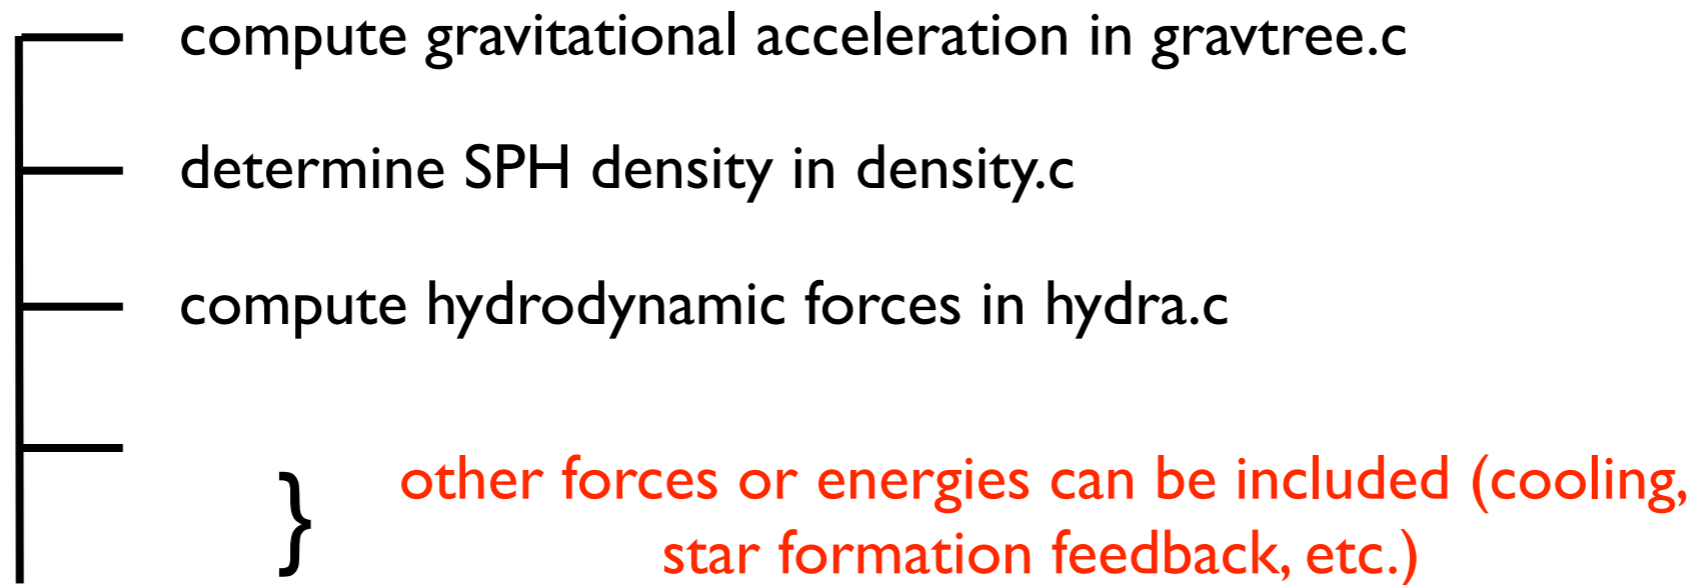 compute gravitational acceleration in gravtree.c
determine SPH density in density.c
compute hydrodynamic forces in hydra.c
} other forces or energies can be included (cooling,
star formation feedback, etc.)